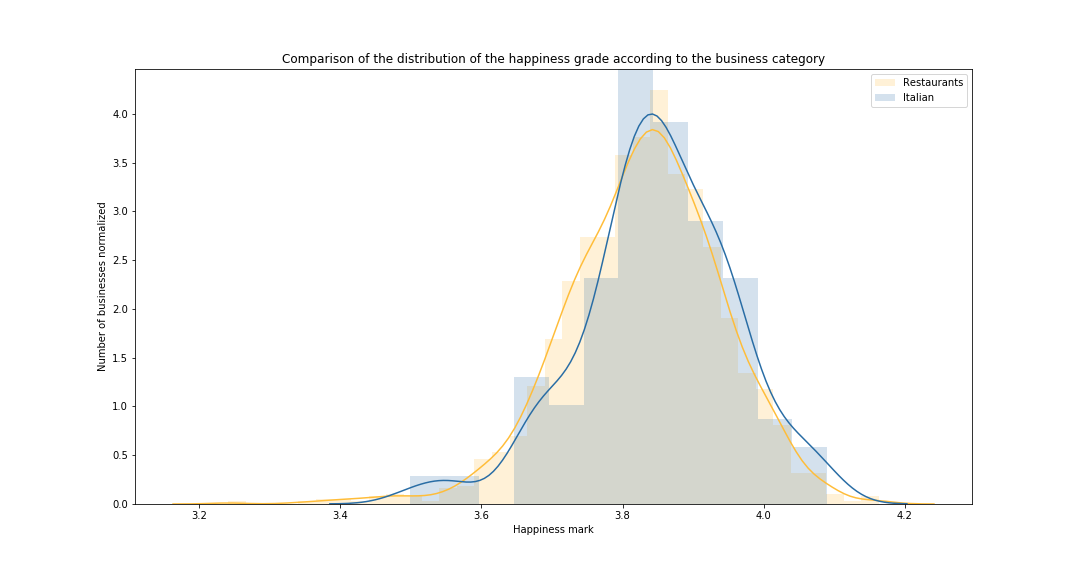 Comparison of the distribution of the happiness grade according to the business category
Restaurants
Italian
Number of businesses normalized
4.0
3.5
3.0
2.5
2.0
1.5
1.0
0.5
0.0
3.2 3.4 3.6 3.8 4.0 4.2
Happiness mark